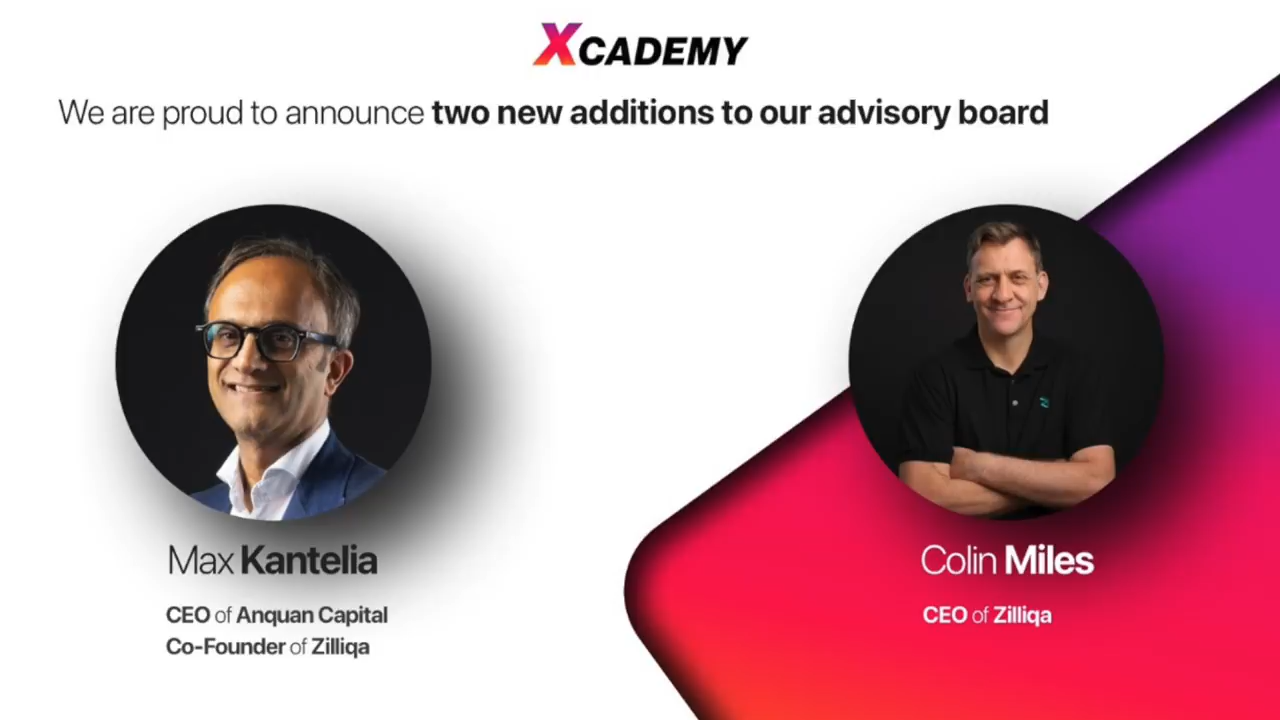 XCADEMY
We are proud to announce two new additions to our advisory board
Max Kantelia
CEO of Anquan Capital
Co-Founder of Zilliqa
Colin Miles
CEO of Zilliqa